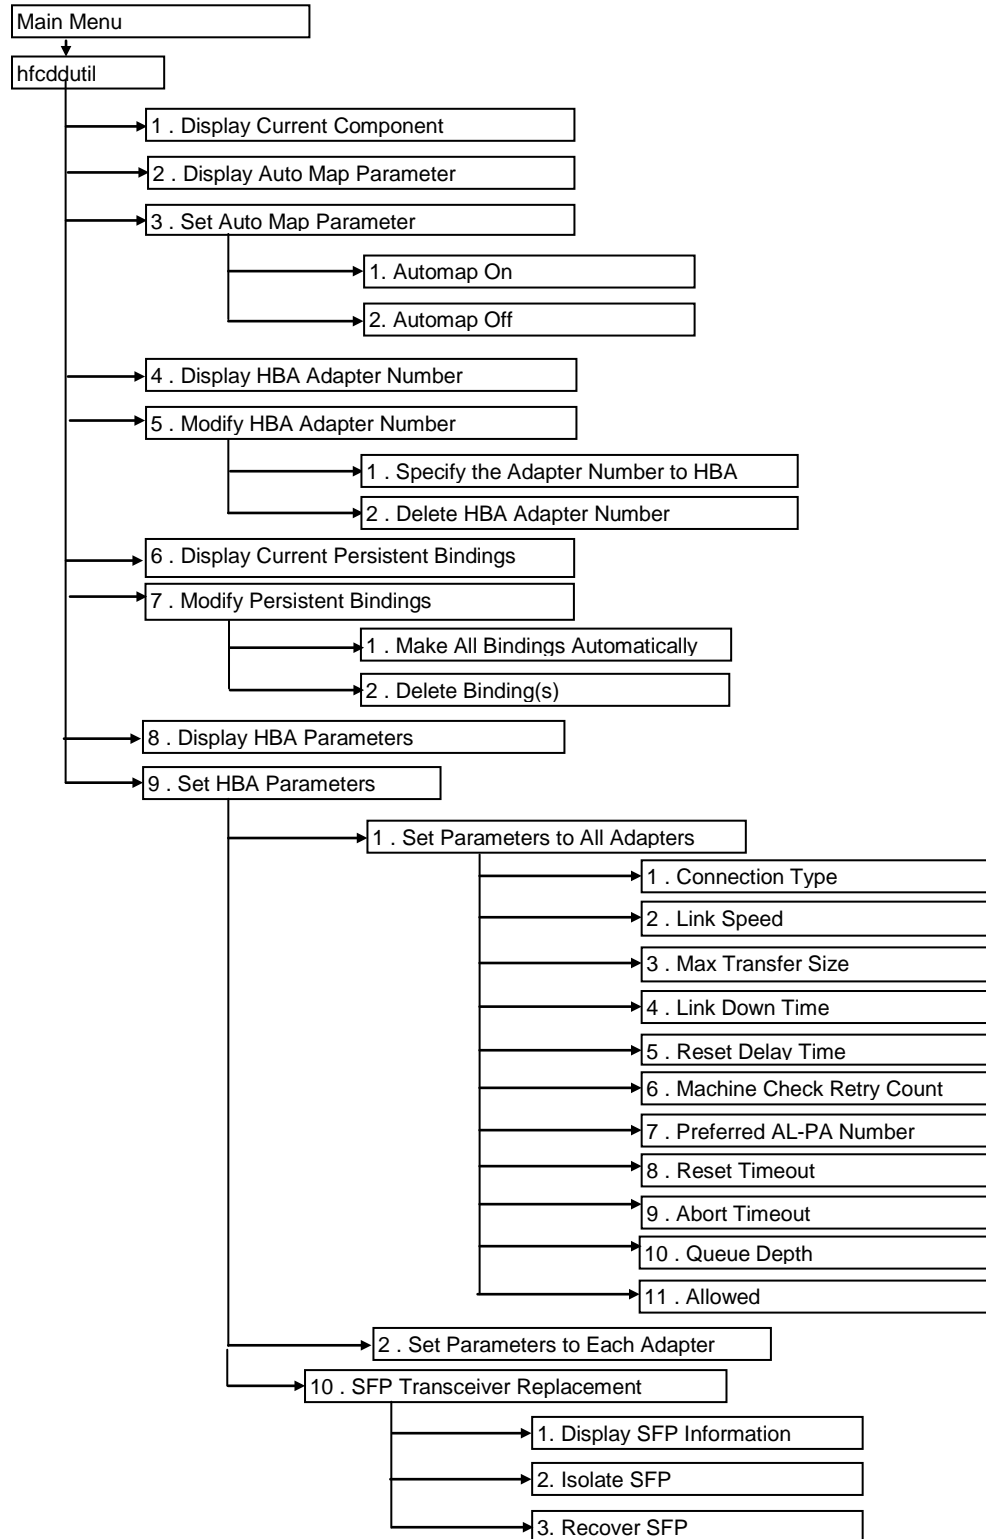 Main Menu
hfcddutil
1 . Display Current Component
2 . Display Auto Map Parameter
3 . Set Auto Map Parameter
1. Automap On
2. Automap Off
4 . Display HBA Adapter Number
5 . Modify HBA Adapter Number
1 . Specify the Adapter Number to HBA
2 . Delete HBA Adapter Number
6 . Display Current Persistent Bindings
7 . Modify Persistent Bindings
1 . Make All Bindings Automatically
2 . Delete Binding(s)
8 . Display HBA Parameters
9 . Set HBA Parameters
1 . Set Parameters to All Adapters
1 . Connection Type
2 . Link Speed
3 . Max Transfer Size
4 . Link Down Time
5 . Reset Delay Time
6 . Machine Check Retry Count
7 . Preferred AL-PA Number
8 . Reset Timeout
9 . Abort Timeout
10 . Queue Depth
11 . Allowed
2 . Set Parameters to Each Adapter
10 . SFP Transceiver Replacement
1. Display SFP Information
2. Isolate SFP
3. Recover SFP